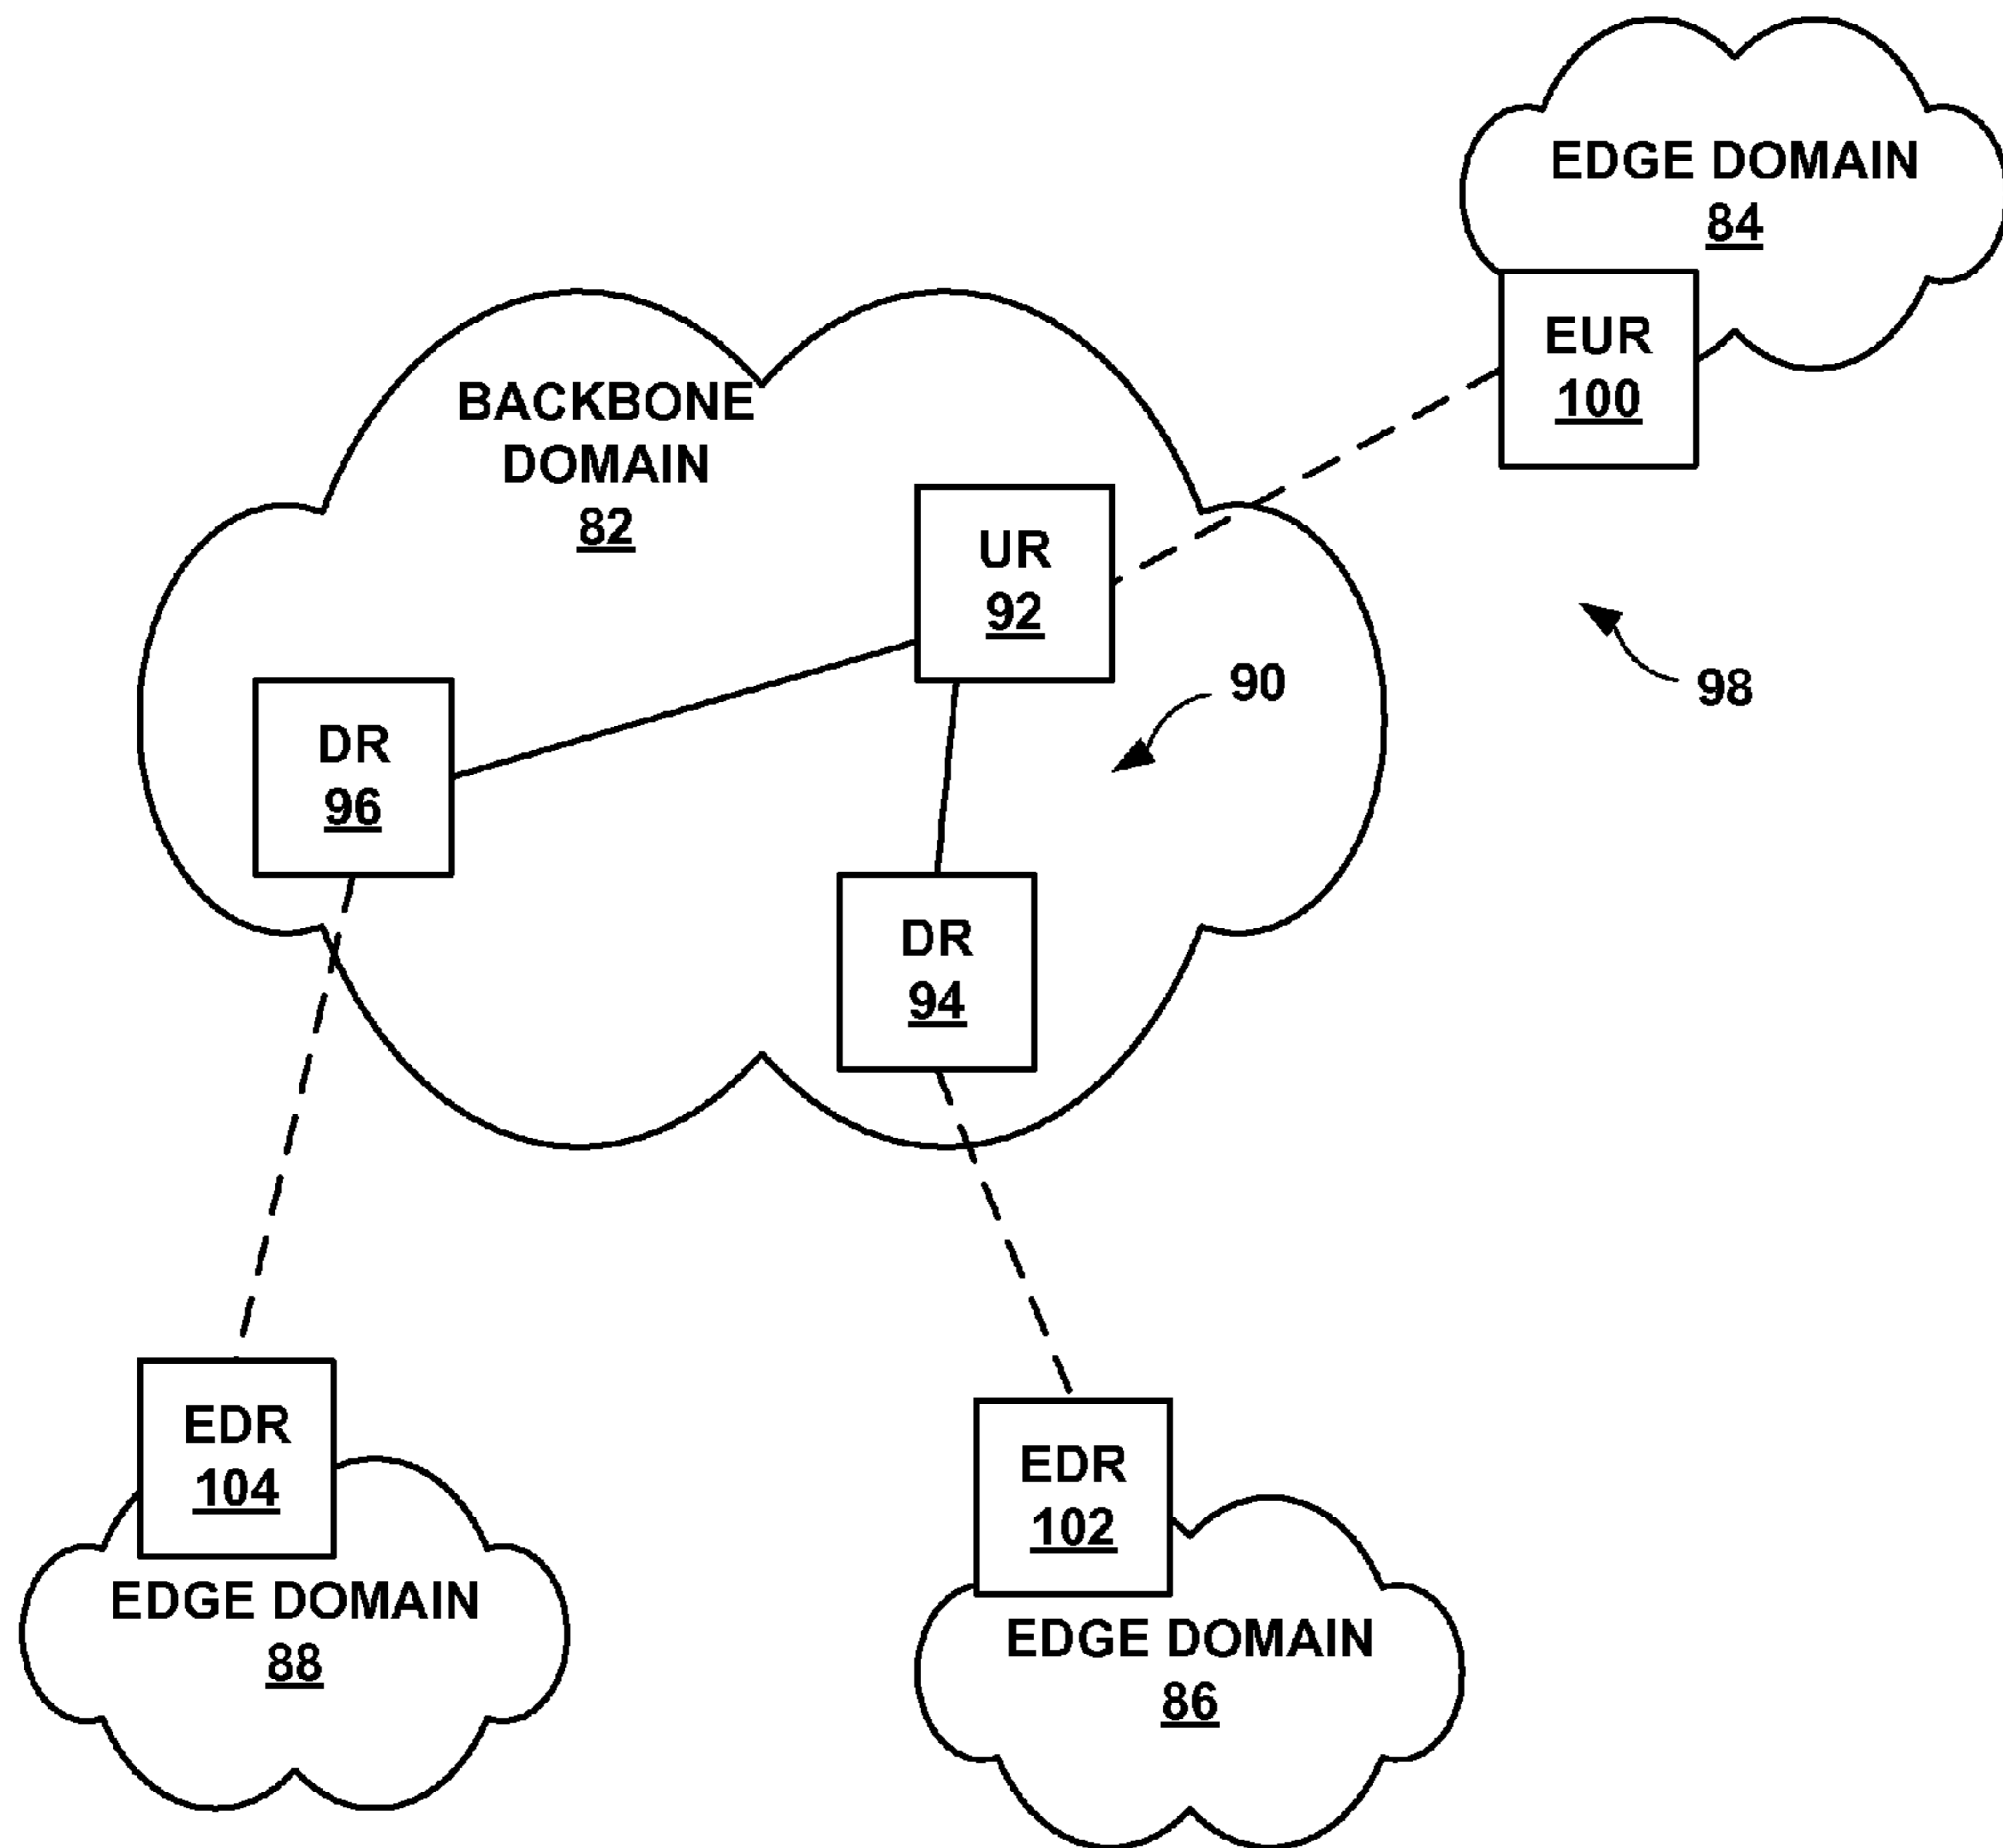 EDGE DOMAIN
84
EUR
100
BACKBONE
DOMAIN
82
UR
92
90
98
DR
96
DR
94
EDR
104
EDGE DOMAIN
88
EDR
102
EDGE DOMAIN
86